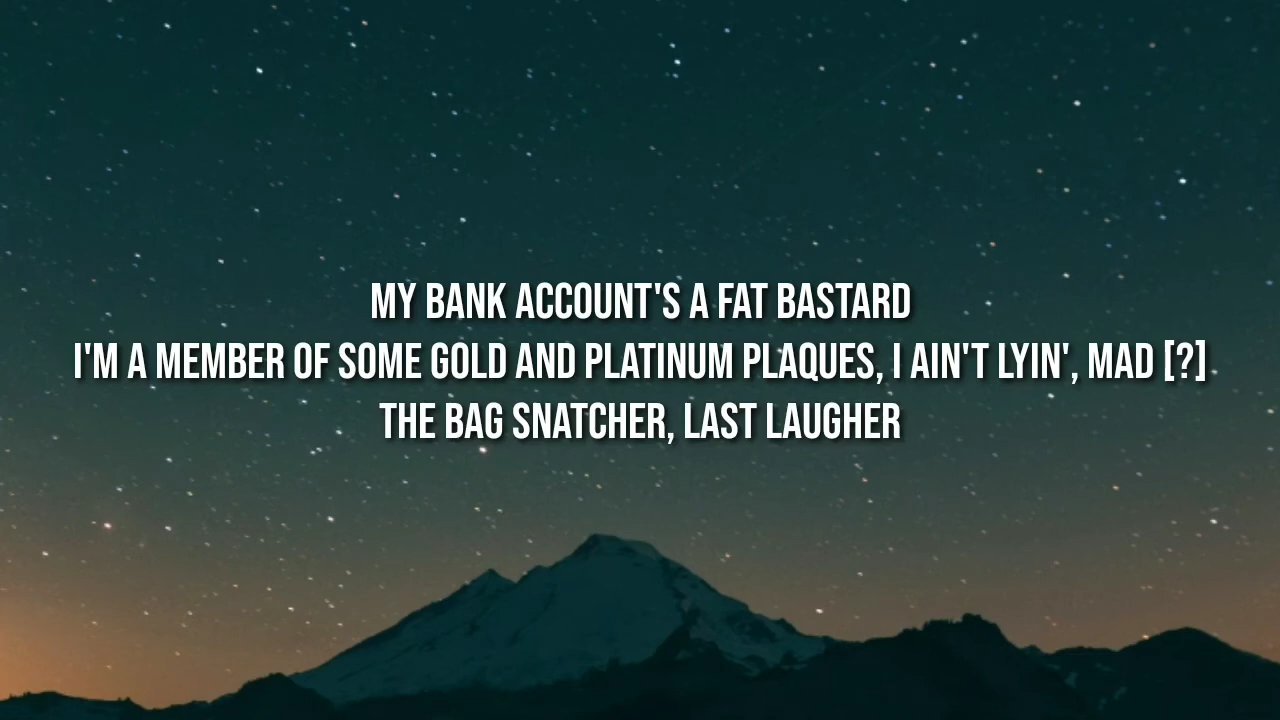 MY BANK ACCOUNT'S A FAT BASTARD
I'M A MEMBER OF SOME GOLD AND PLATINUM PLAQUES, I AIN'T LYIN', MAD [?]
THE BAG SNATCHER, LAST LAUGHER